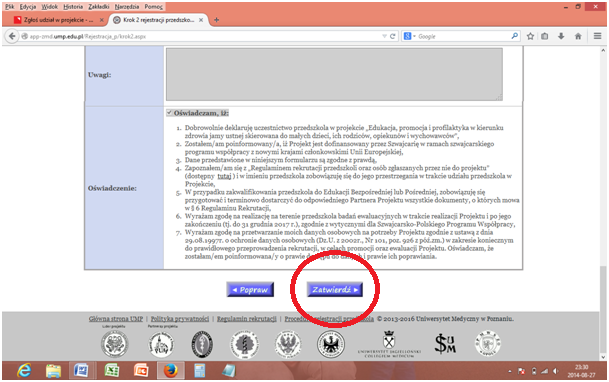 Plik Edycja Widok Historia Zakładki Narzędzia Pomoc
Zgłoś udział w projekcie - ... × Krok 2 rejestracji przedszko... × +
app-zmd.ump.edu.pl/Rejestracja_p/krok2.aspx Google
Uwagi:
Oświadczam, iż:
1. Dobrowolnie deklaruję uczestnictwo przedszkola w projekcie „Edukacja, promocja i profilaktyka w kierunku
zdrowia jamy ustnej skierowana do małych dzieci, ich rodziców, opiekunów i wychowawców",
2. Zostałem/am poinformowany/a, iż Projekt jest dofinansowany przez Szwajcarię w ramach szwajcarskiego
programu współpracy z nowymi krajami członkowskimi Unii Europejskiej,
3. Dane przedstawione w niniejszym formularzu są zgodne z prawdą,
4. Zapoznałem/am się z „Regulaminem rekrutacji przedszkoli oraz osób zgłaszanych przez nie do projektu"
(dostępny tutaj ) i w imieniu przedszkola zobowiązuję się do jego przestrzegania w trakcie udziału przedszkola w
Projekcie,
Oświadczenie:
5. W przypadku zakwalifikowania przedszkola do Edukacji Bezpośredniej lub Pośredniej, zobowiązuję się
przygotować i terminowo dostarczyć do odpowiedniego Partnera Projektu wszystkie dokumenty, o których mowa
w § 6 Regulaminu Rekrutacji,
6. Wyrażam zgodę na realizację na terenie przedszkola badań ewaluacyjnych w trakcie realizacji Projektu i po jego
zakończeniu (tj. do 31 grudnia 2017 r.), zgodnie z wytycznymi dla Szwajcarsko-Polskiego Programu Współpracy,
7. Wyrażam zgodę na przetwarzanie moich danych osobowych na potrzeby Projektu zgodnie z ustawą z dnia
29.08.1997r. o ochronie danych osobowych (Dz.U. z 2002r., Nr 101, poz. 926 z póź.zm.) w zakresie koniecznym
do prawidłowego przeprowadzenia rekrutacji, w celach promocji oraz ewaluacji Projektu. Oświadczam, że
zostałem/am poinformowana/y o prawie dostępu do danych i prawie ich poprawiania.
Popraw Zatwierdź
Główna strona UMP | Polityka prywatności | Regulamin rekrutacji | Procedura rejestracji przedszkola © 2013-2016 Uniwersytet Medyczny w Poznaniu.
Lider projektu Partnerzy projektu
UNIWERSYTET JAGIELLOŃSKI
COLLEGIUM MEDICUM
23:30
2014-08-27